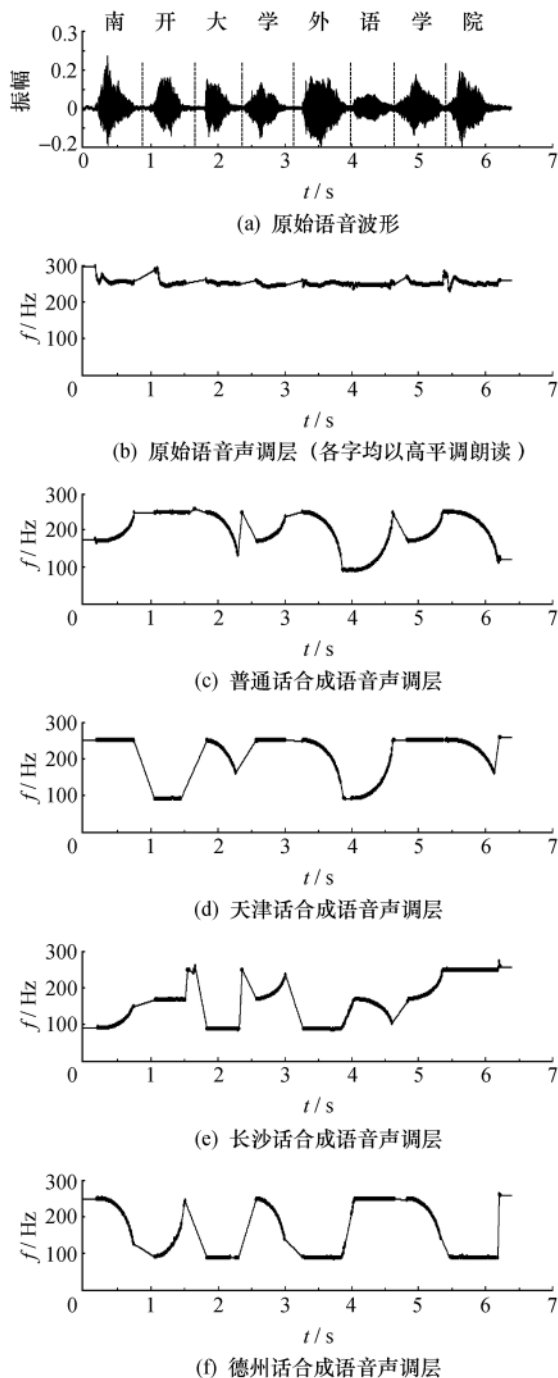 南 开 大 学 外 语 学 院
0.3
0.2
0
−0.2
振幅
0 1 2 3 4 5 6 7
t / s
(a) 原始语音波形
300
200
100
f / Hz
0 1 2 3 4 5 6 7
t / s
(b) 原始语音声调层（各字均以高平调朗读）
300
200
100
f / Hz
0 1 2 3 4 5 6 7
t / s
(c) 普通话合成语音声调层
300
200
100
f / Hz
0 1 2 3 4 5 6 7
t / s
(d) 天津话合成语音声调层
300
200
100
f / Hz
0 1 2 3 4 5 6 7
t / s
(e) 长沙话合成语音声调层
300
200
100
f / Hz
0 1 2 3 4 5 6 7
t / s
(f) 德州话合成语音声调层